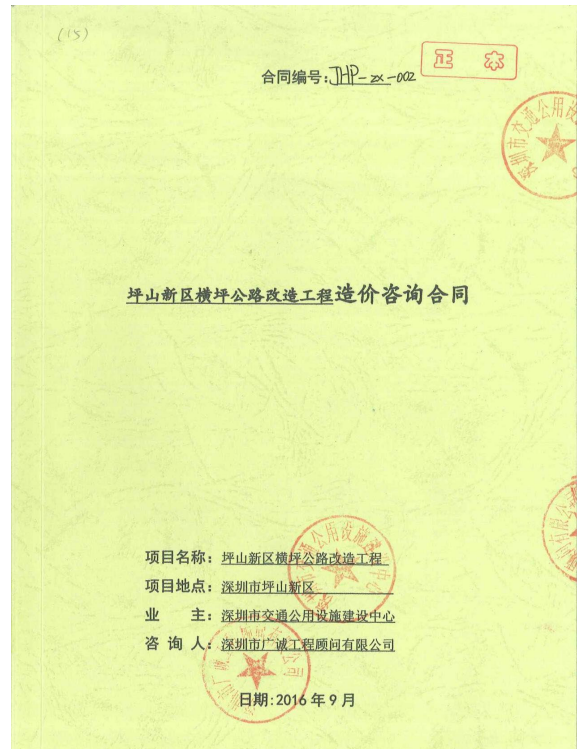 (15)
正本
合同编号:JHP-zx-002
坪山新区横坪公路改造工程造价咨询合同
项目名称：坪山新区横坪公路改造工程
项目地点：深圳市坪山新区
业 主：深圳市交通公用设施建设中心
咨 询 人：深圳市广诚工程顾问有限公司
日期:2016 年 9 月